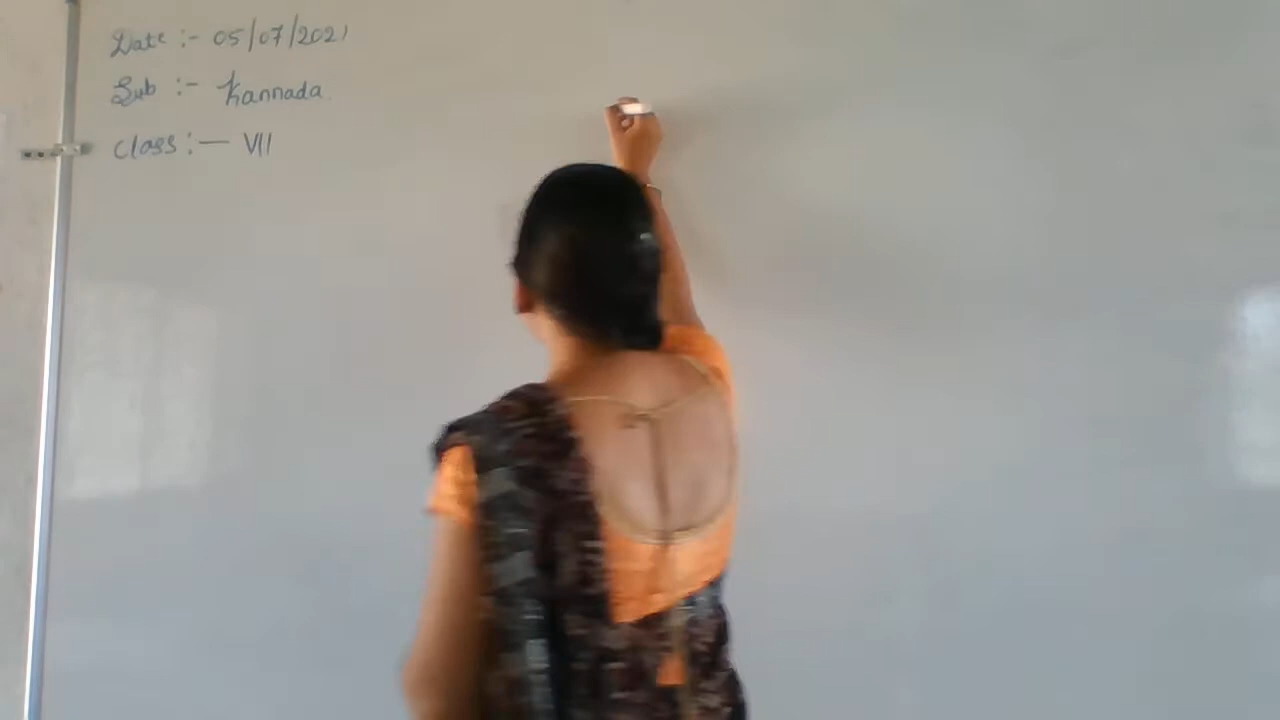 Date :- 05/07/2021
Sub :- Kannada
Class :- VII